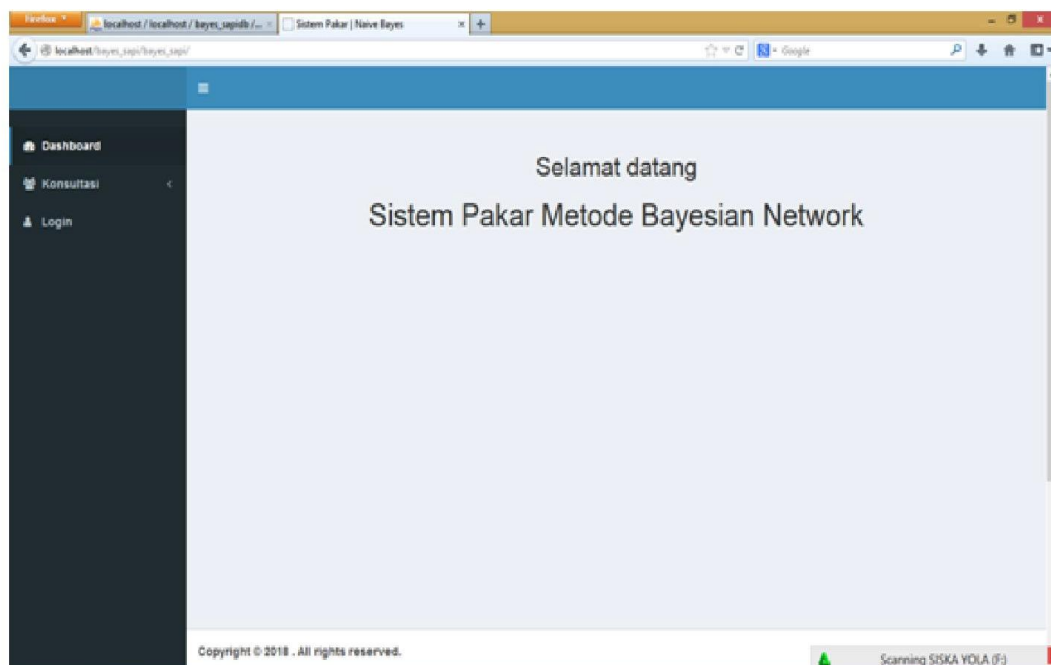 Firefox
localhost / localhost / bayes_sapidb /...
Sistem Pakar | Naive Bayes
localhost/bayes_sapi/bayes_sapi/
Google
Dashboard
Konsultasi
Login
Selamat datang
Sistem Pakar Metode Bayesian Network
Copyright © 2018 . All rights reserved.
Scanning SISKA YOLA (F:)